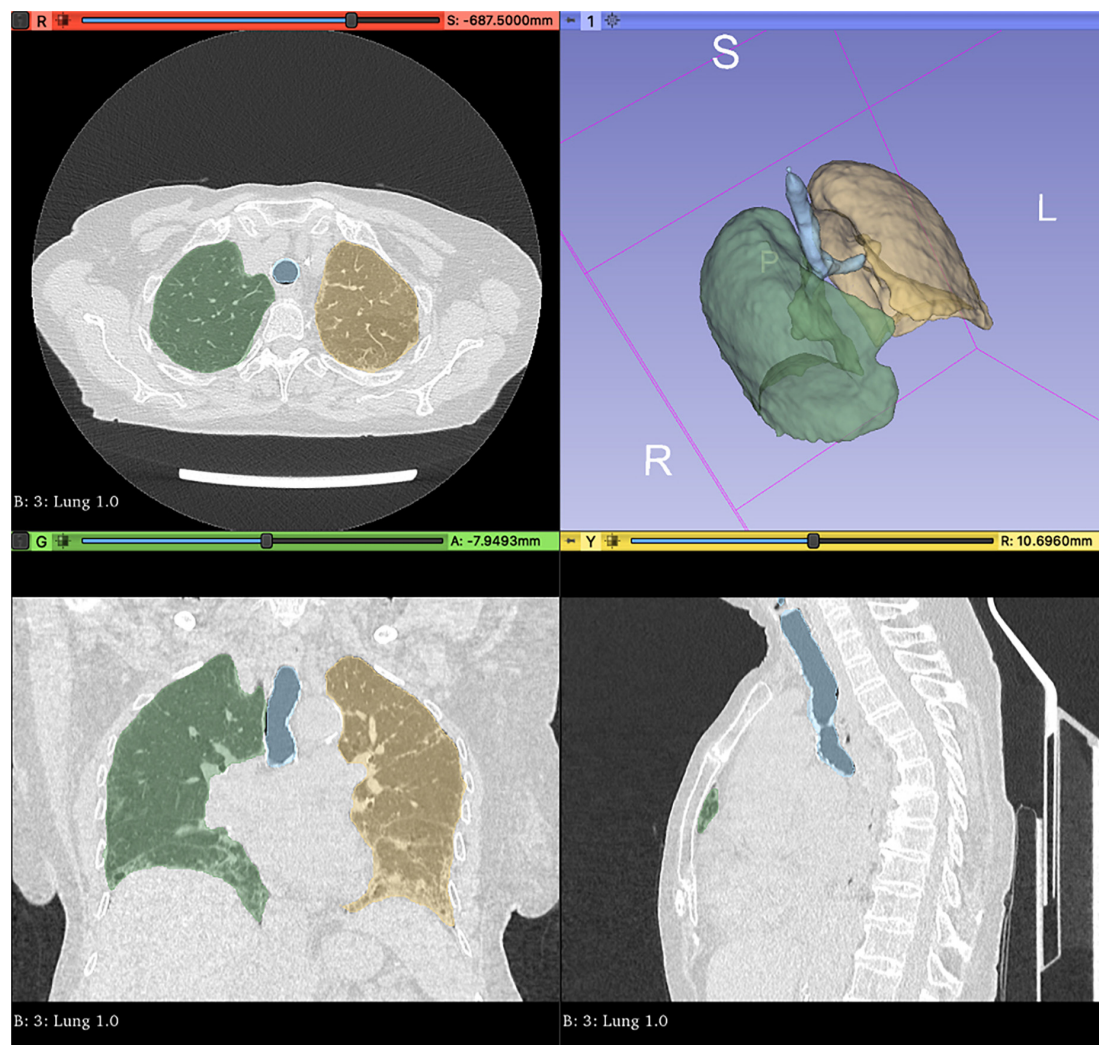 R S: -687.5000mm
1
S
L
P
R
B: 3: Lung 1.0
G A: -7.9493mm
Y R: 10.6960mm
B: 3: Lung 1.0
B: 3: Lung 1.0